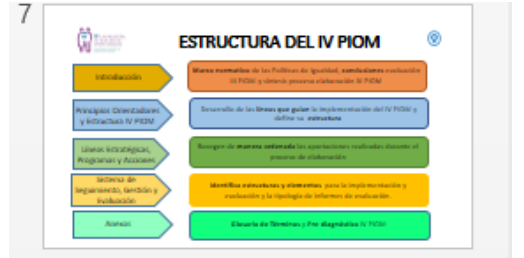 7
ESTRUCTURA DEL IV PIOM
Introducción
Marco normativo de las Políticas de Igualdad, conclusiones evaluación
III PIOM y síntesis proceso elaboración IV PIOM
Principios Orientadores
y Estructura IV PIOM
Desarrollo de las líneas que guían la implementación del IV PIOM y
define su estructura
Líneas Estratégicas,
Programas y Acciones
Recogen de manera ordenada las aportaciones realizadas durante el
proceso de elaboración
Sistema de
Seguimiento, Gestión y
Evaluación
Identifica estructuras y elementos para la implementación y
evaluación y la tipología de informes de evaluación.
Anexos
Glosario de Términos y Pre diagnóstico IV PIOM